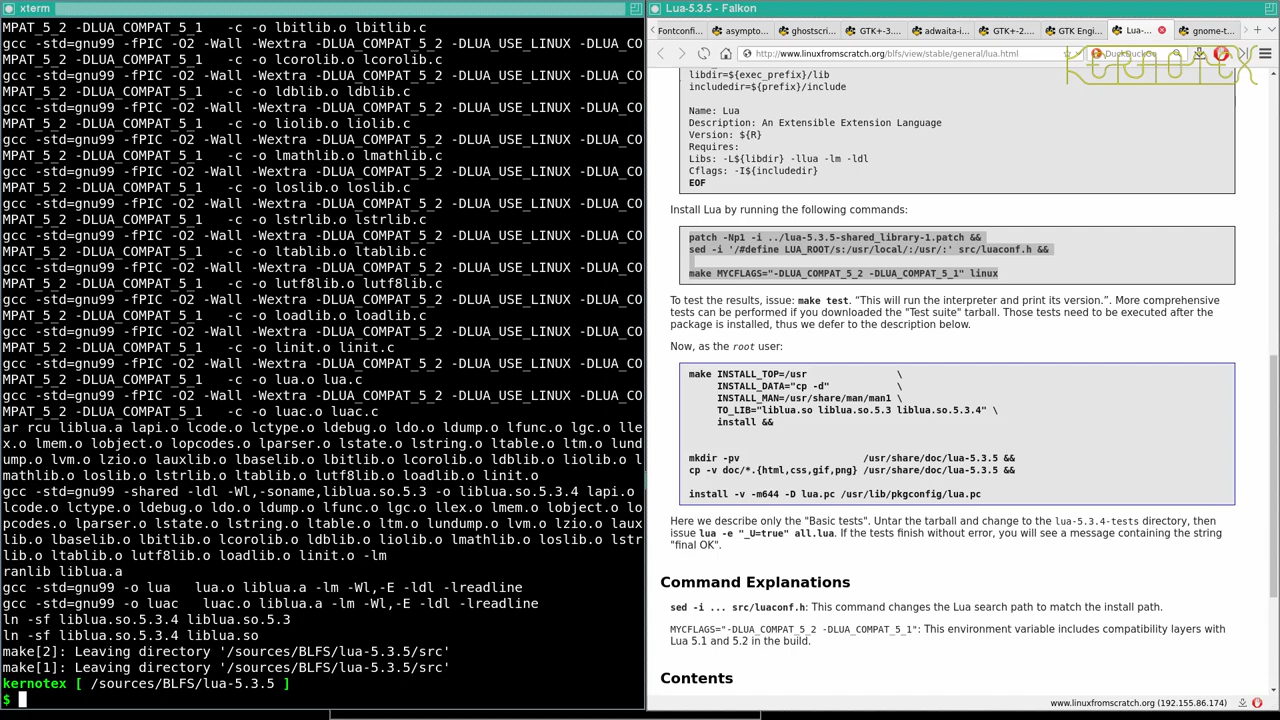 xterm
MPAT_5_2 -DLUA_COMPAT_5_1   -c -o lbitlib.o lbitlib.c
gcc -std=gnu99 -fPIC -O2 -Wall -Wextra -DLUA_COMPAT_5_2 -DLUA_USE_LINUX -DLUA_CO
MPAT_5_2 -DLUA_COMPAT_5_1   -c -o lcorolib.o lcorolib.c
gcc -std=gnu99 -fPIC -O2 -Wall -Wextra -DLUA_COMPAT_5_2 -DLUA_USE_LINUX -DLUA_CO
MPAT_5_2 -DLUA_COMPAT_5_1   -c -o ldblib.o ldblib.c
gcc -std=gnu99 -fPIC -O2 -Wall -Wextra -DLUA_COMPAT_5_2 -DLUA_USE_LINUX -DLUA_CO
MPAT_5_2 -DLUA_COMPAT_5_1   -c -o liolib.o liolib.c
gcc -std=gnu99 -fPIC -O2 -Wall -Wextra -DLUA_COMPAT_5_2 -DLUA_USE_LINUX -DLUA_CO
MPAT_5_2 -DLUA_COMPAT_5_1   -c -o lmathlib.o lmathlib.c
gcc -std=gnu99 -fPIC -O2 -Wall -Wextra -DLUA_COMPAT_5_2 -DLUA_USE_LINUX -DLUA_CO
MPAT_5_2 -DLUA_COMPAT_5_1   -c -o loslib.o loslib.c
gcc -std=gnu99 -fPIC -O2 -Wall -Wextra -DLUA_COMPAT_5_2 -DLUA_USE_LINUX -DLUA_CO
MPAT_5_2 -DLUA_COMPAT_5_1   -c -o lstrlib.o lstrlib.c
gcc -std=gnu99 -fPIC -O2 -Wall -Wextra -DLUA_COMPAT_5_2 -DLUA_USE_LINUX -DLUA_CO
MPAT_5_2 -DLUA_COMPAT_5_1   -c -o ltablib.o ltablib.c
gcc -std=gnu99 -fPIC -O2 -Wall -Wextra -DLUA_COMPAT_5_2 -DLUA_USE_LINUX -DLUA_CO
MPAT_5_2 -DLUA_COMPAT_5_1   -c -o lutf8lib.o lutf8lib.c
gcc -std=gnu99 -fPIC -O2 -Wall -Wextra -DLUA_COMPAT_5_2 -DLUA_USE_LINUX -DLUA_CO
MPAT_5_2 -DLUA_COMPAT_5_1   -c -o loadlib.o loadlib.c
gcc -std=gnu99 -fPIC -O2 -Wall -Wextra -DLUA_COMPAT_5_2 -DLUA_USE_LINUX -DLUA_CO
MPAT_5_2 -DLUA_COMPAT_5_1   -c -o linit.o linit.c
gcc -std=gnu99 -fPIC -O2 -Wall -Wextra -DLUA_COMPAT_5_2 -DLUA_USE_LINUX -DLUA_CO
MPAT_5_2 -DLUA_COMPAT_5_1   -c -o lua.o lua.c
gcc -std=gnu99 -fPIC -O2 -Wall -Wextra -DLUA_COMPAT_5_2 -DLUA_USE_LINUX -DLUA_CO
MPAT_5_2 -DLUA_COMPAT_5_1   -c -o luac.o luac.c
ar rcu liblua.a lapi.o lcode.o lctype.o ldebug.o ldo.o ldump.o lfunc.o lgc.o lle
x.o lmem.o lobject.o lopcodes.o lparser.o lstate.o lstring.o ltable.o ltm.o lund
ump.o lvm.o lzio.o lauxlib.o lbaselib.o lbitlib.o lcorolib.o ldblib.o liolib.o l
mathlib.o loslib.o lstrlib.o ltablib.o lutf8lib.o loadlib.o linit.o
gcc -std=gnu99 -shared -ldl -Wl,-soname,liblua.so.5.3 -o liblua.so.5.3.4 lapi.o 
lcode.o lctype.o ldebug.o ldo.o ldump.o lfunc.o lgc.o llex.o lmem.o lobject.o lo
pcodes.o lparser.o lstate.o lstring.o ltable.o ltm.o lundump.o lvm.o lzio.o laux
lib.o lbaselib.o lbitlib.o lcorolib.o ldblib.o liolib.o lmathlib.o loslib.o lstr
lib.o ltablib.o lutf8lib.o loadlib.o linit.o -lm
ranlib liblua.a
gcc -std=gnu99 -o lua   lua.o liblua.a -lm -Wl,-E -ldl -lreadline
gcc -std=gnu99 -o luac   luac.o liblua.a -lm -Wl,-E -ldl -lreadline
ln -sf liblua.so.5.3.4 liblua.so.5.3
ln -sf liblua.so.5.3.4 liblua.so
make[2]: Leaving directory '/sources/BLFS/lua-5.3.5/src'
make[1]: Leaving directory '/sources/BLFS/lua-5.3.5/src'
kernotex [ /sources/BLFS/lua-5.3.5 ]
$
Lua-5.3.5 - Falkon
Fontconfi... asympto... ghostscri... GTK+-3.... adwaita-i... GTK+-2.... GTK Engi... Lua-... gnome-t...
http://www.linuxfromscratch.org/blfs/view/stable/general/lua.html DuckDuckGo
KERNOTEX
libdir=${exec_prefix}/lib
includedir=${prefix}/include
Name: Lua
Description: An Extensible Extension Language
Version: ${R}
Requires:
Libs: -L${libdir} -llua -lm -ldl
Cflags: -I${includedir}
EOF
Install Lua by running the following commands:
patch -Np1 -i ../lua-5.3.5-shared_library-1.patch &&
sed -i '/#define LUA_ROOT/s:/usr/local/:/usr/:' src/luaconf.h &&
make MYCFLAGS="-DLUA_COMPAT_5_2 -DLUA_COMPAT_5_1" linux
To test the results, issue: make test. “This will run the interpreter and print its version.”. More comprehensive
tests can be performed if you downloaded the "Test suite" tarball. Those tests need to be executed after the
package is installed, thus we defer to the description below.
Now, as the root user:
make INSTALL_TOP=/usr                \
     INSTALL_DATA="cp -d"            \
     INSTALL_MAN=/usr/share/man/man1 \
     TO_LIB="liblua.so liblua.so.5.3 liblua.so.5.3.4" \
     install &&
mkdir -pv                      /usr/share/doc/lua-5.3.5 &&
cp -v doc/*.{html,css,gif,png} /usr/share/doc/lua-5.3.5 &&
install -v -m644 -D lua.pc /usr/lib/pkgconfig/lua.pc
Here we describe only the "Basic tests". Untar the tarball and change to the lua-5.3.4-tests directory, then
issue lua -e "_U=true" all.lua. If the tests finish without error, you will see a message containing the string
"final OK".
Command Explanations
sed -i ... src/luaconf.h: This command changes the Lua search path to match the install path.
MYCFLAGS="-DLUA_COMPAT_5_2 -DLUA_COMPAT_5_1": This environment variable includes compatibility layers with
Lua 5.1 and 5.2 in the build.
Contents
www.linuxfromscratch.org (192.155.86.174)